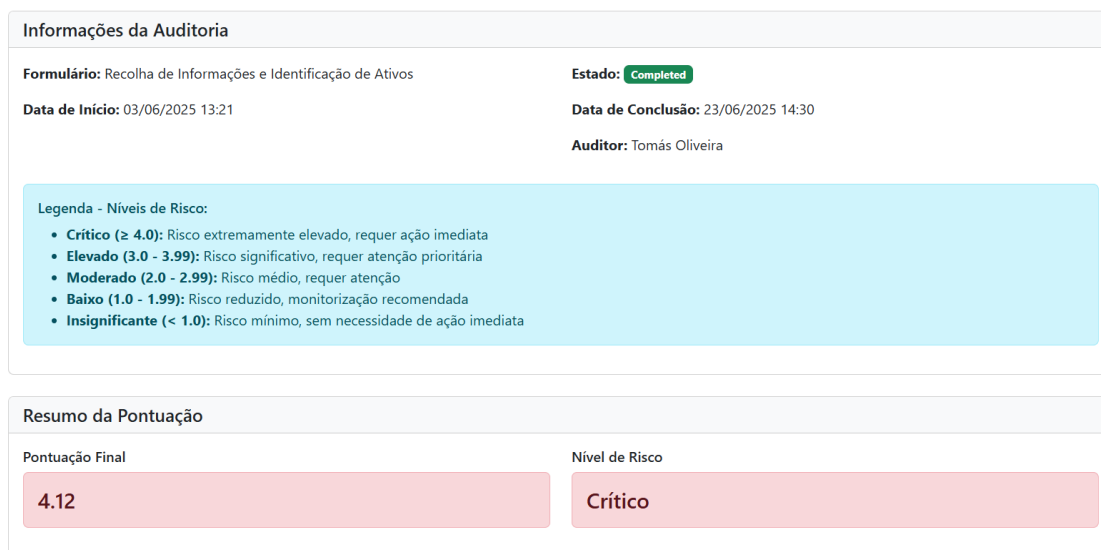 Informações da Auditoria
Formulário: Recolha de Informações e Identificação de Ativos
Estado: Completed
Data de Início: 03/06/2025 13:21
Data de Conclusão: 23/06/2025 14:30
Auditor: Tomás Oliveira
Legenda - Níveis de Risco:
• Crítico (≥ 4.0): Risco extremamente elevado, requer ação imediata
• Elevado (3.0 - 3.99): Risco significativo, requer atenção prioritária
• Moderado (2.0 - 2.99): Risco médio, requer atenção
• Baixo (1.0 - 1.99): Risco reduzido, monitorização recomendada
• Insignificante (< 1.0): Risco mínimo, sem necessidade de ação imediata
Resumo da Pontuação
Pontuação Final
4.12
Nível de Risco
Crítico